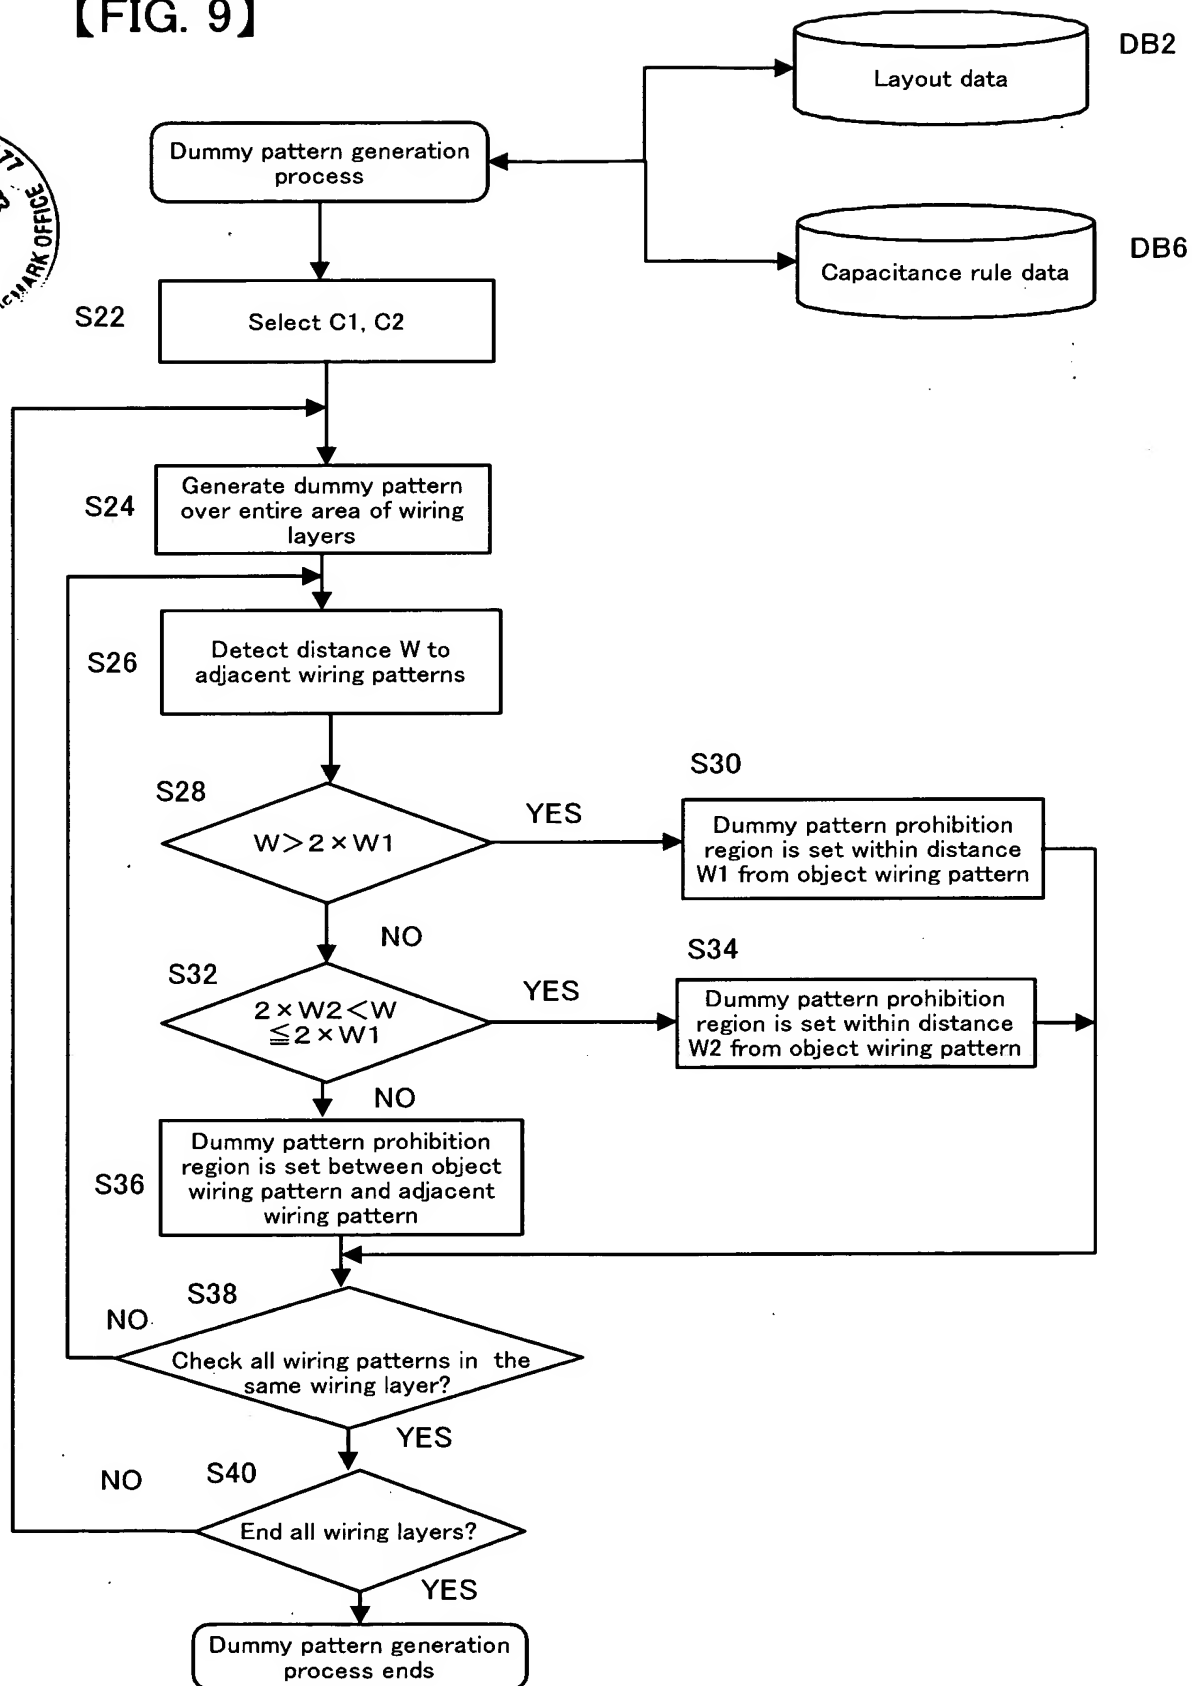 【FIG. 9】
DB2
Layout data
Dummy pattern generation
process
DB6
Capacitance rule data
S22
Select C1, C2
S24
Generate dummy pattern
over entire area of wiring
layers
S26
Detect distance W to
adjacent wiring patterns
S28
W>2×W1
YES
S30
Dummy pattern prohibition
region is set within distance
W1 from object wiring pattern
NO
S32
2×W2<W
≦2×W1
YES
S34
Dummy pattern prohibition
region is set within distance
W2 from object wiring pattern
NO
S36
Dummy pattern prohibition
region is set between object
wiring pattern and adjacent
wiring pattern
S38
NO
Check all wiring patterns in the
same wiring layer?
YES
S40
NO
End all wiring layers?
YES
Dummy pattern generation
process ends
OFFICE